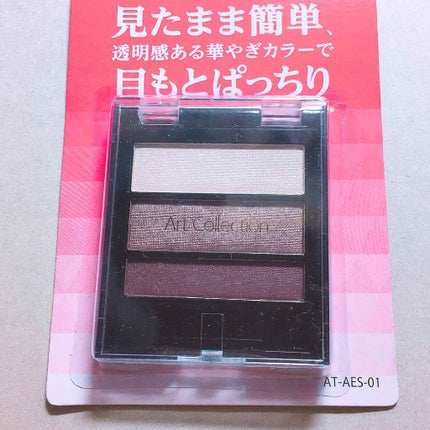 見たまま簡単、
透明感ある華やぎカラーで
目もとぱっちり
Art Collection
AT-AES-01